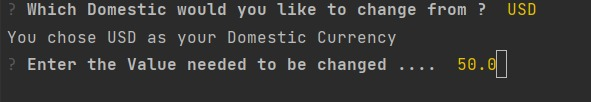 ? Which Domestic would you like to change from ?  USD
You chose USD as your Domestic Currency
? Enter the Value needed to be changed ....  50.0